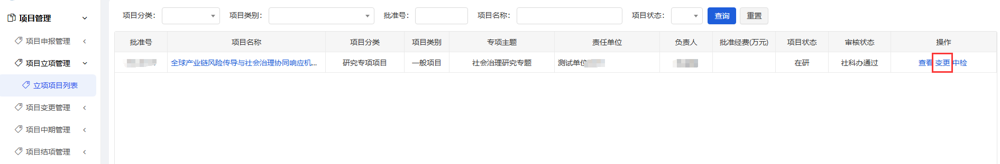 项目管理
项目申报管理
项目立项管理
立项项目列表
项目变更管理
项目中期管理
项目结项管理
项目分类： 项目类别： 批准号： 项目名称： 项目状态： 查询 重置
批准号 项目名称 项目分类 项目类别 专项主题 责任单位 负责人 批准经费(万元) 项目状态 审核状态 操作
全球产业链风险传导与社会治理协同响应机... 研究专项项目 一般项目 社会治理研究专题 测试单位 在研 社科办通过 查看 变更 中检